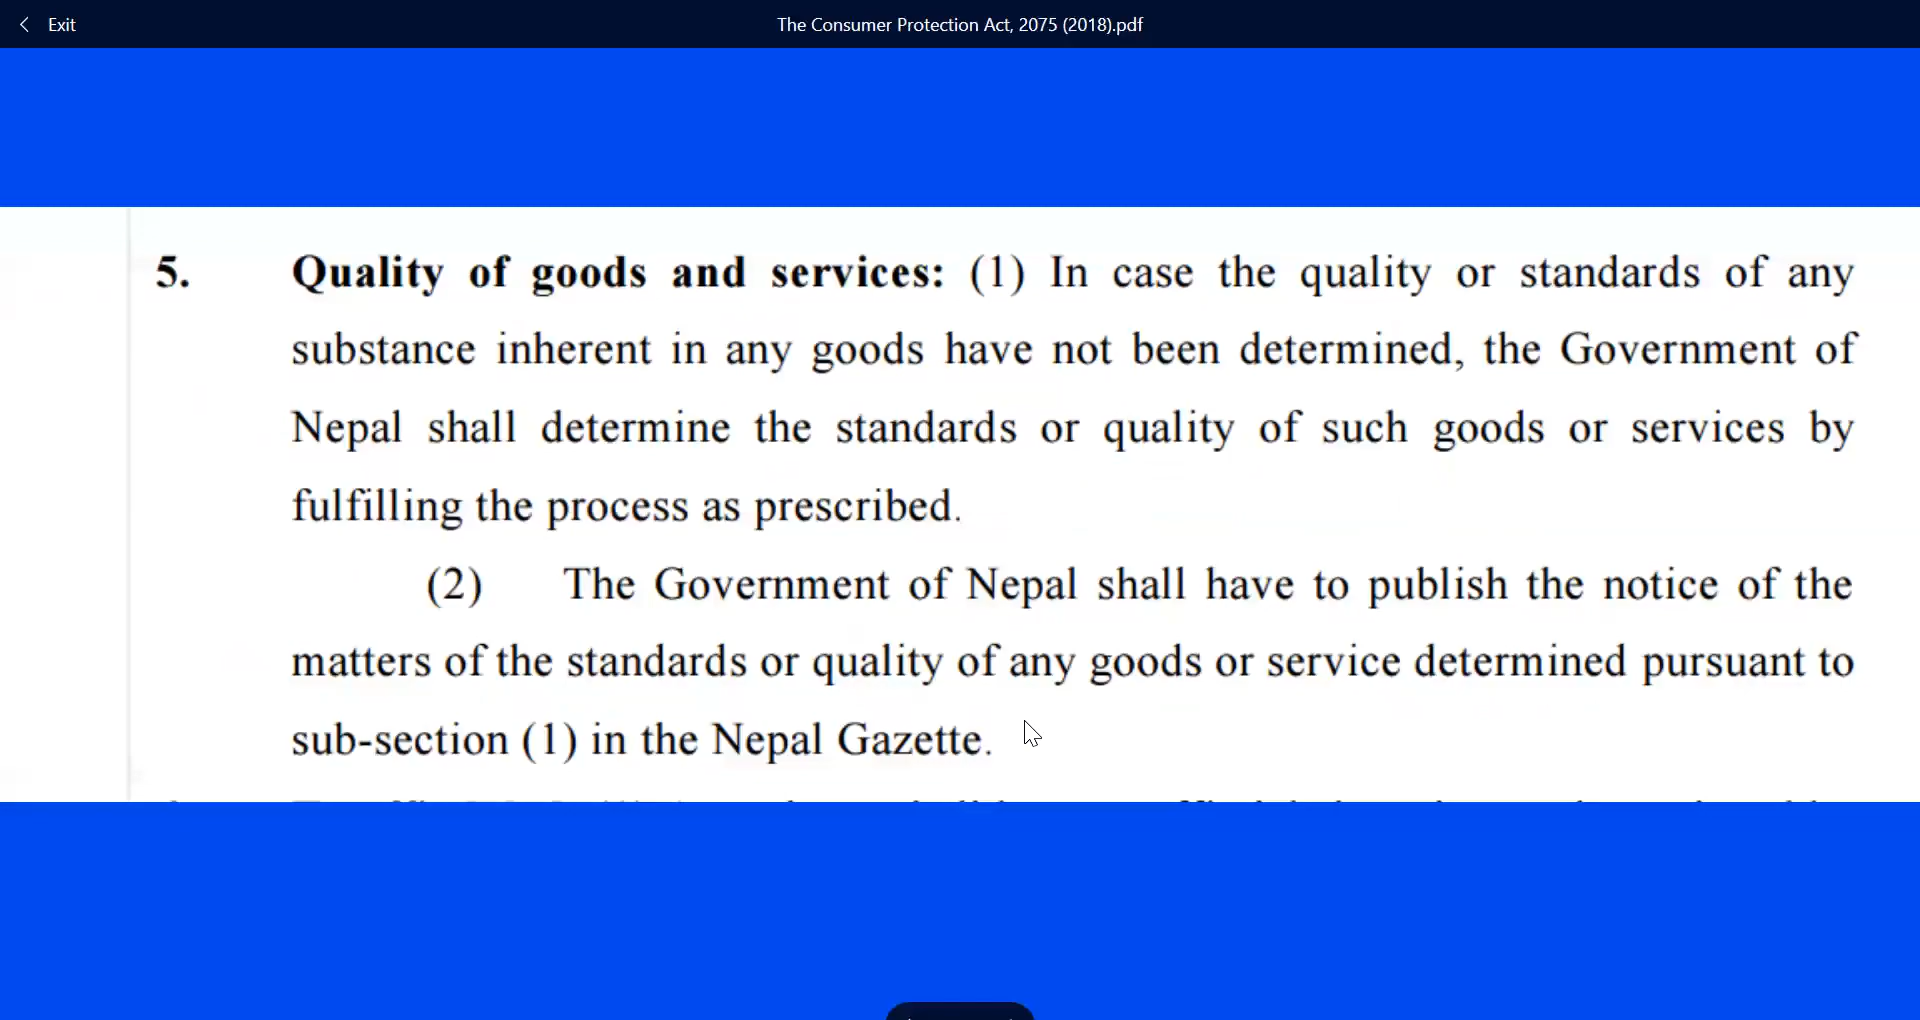 Exit
The Consumer Protection Act, 2075 (2018).pdf
5. Quality of goods and services: (1) In case the quality or standards of any
substance inherent in any goods have not been determined, the Government of
Nepal shall determine the standards or quality of such goods or services by
fulfilling the process as prescribed.
(2) The Government of Nepal shall have to publish the notice of the
matters of the standards or quality of any goods or service determined pursuant to
sub-section (1) in the Nepal Gazette.